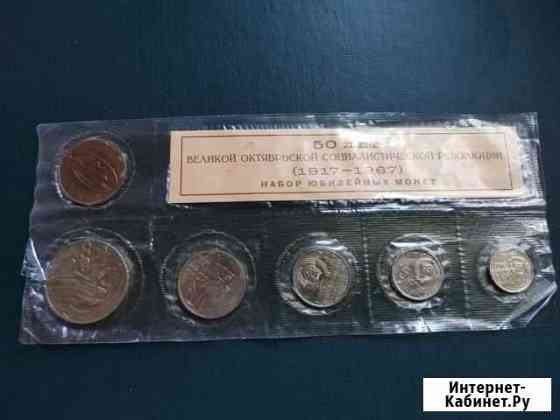 50 ЛЕТ
ВЕЛИКОЙ ОКТЯБРЬСКОЙ СОЦИАЛИСТИЧЕСКОЙ РЕВОЛЮЦИИ
(1917—1967)
НАБОР ЮБИЛЕЙНЫХ МОНЕТ
Интернет-
Кабинет.Ру